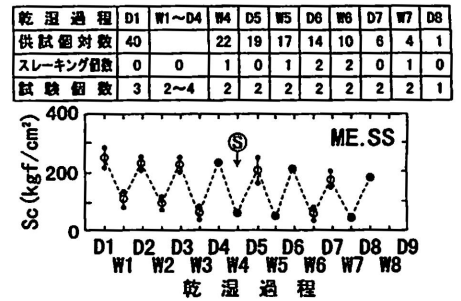 乾湿過程 D1 W1~D4 W4 D5 W5 D6 W6 D7 W7 D8
供試個対数 40 22 19 17 14 10 6 4 1
スレーキング個数 0 0 1 0 1 2 2 0 1 0
試験個数 3 2~4 2 2 2 2 2 2 2 1
Sc(kgf/cm²)
400
200
0
S
ME.SS
D1 D2 D3 D4 D5 D6 D7 D8 D9
W1 W2 W3 W4 W5 W6 W7 W8
乾湿過程